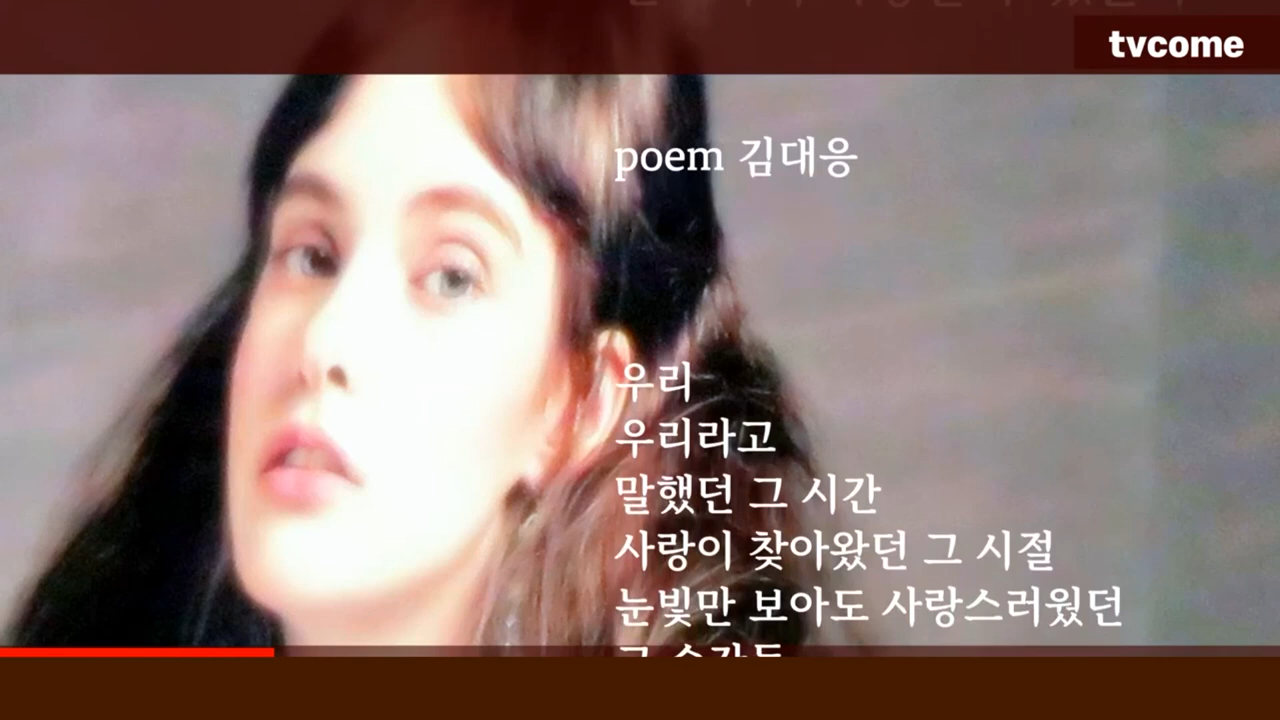 tvcome
poem 김대응
우리
우리라고
말했던 그 시간
사랑이 찾아왔던 그 시절
눈빛만 보아도 사랑스러웠던